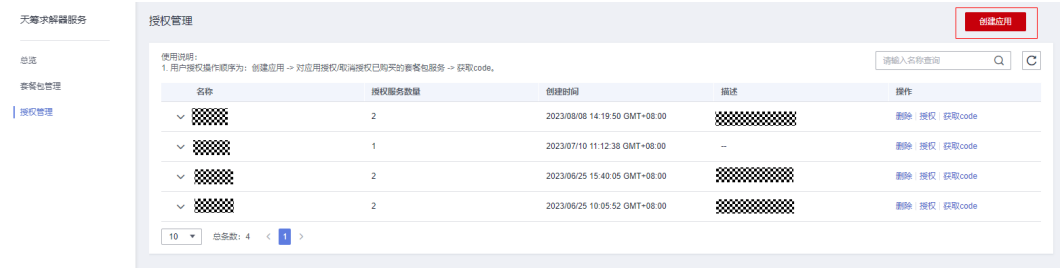 天筹求解器服务
总览
套餐包管理
授权管理
授权管理
创建应用
使用说明:
1. 用户授权操作顺序为：创建应用 -> 对应用授权/取消授权已购买的套餐包服务 -> 获取code。
请输入名称查询
名称 授权服务数量 创建时间 描述 操作
2 2023/08/08 14:19:50 GMT+08:00 删除 | 授权 | 获取code
1 2023/07/10 11:12:38 GMT+08:00 -- 删除 | 授权 | 获取code
2 2023/06/25 15:40:05 GMT+08:00 删除 | 授权 | 获取code
2 2023/06/25 10:05:52 GMT+08:00 删除 | 授权 | 获取code
10 总条数: 4 < 1 >